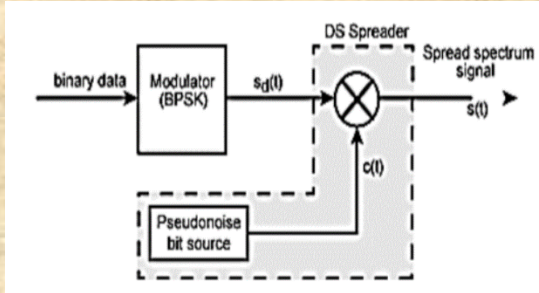 DS Spreader
Spread spectrum
signal
binary data
Modulator
(BPSK)
sd(t)
s(t)
c(t)
Pseudonoise
bit source